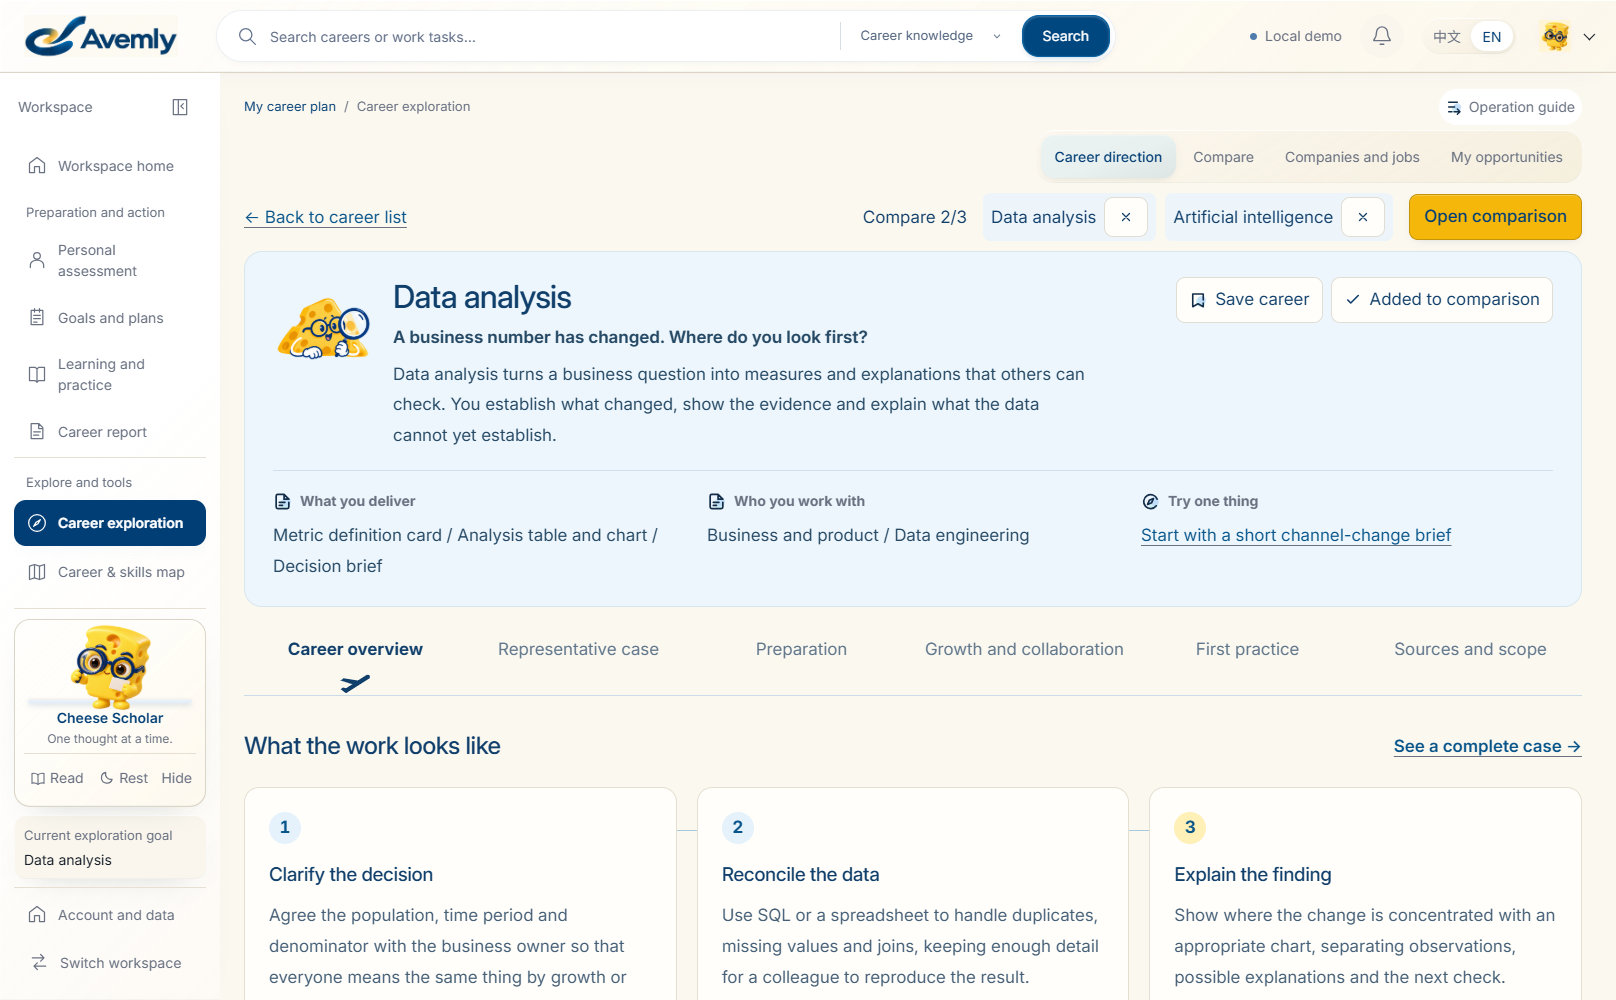 Avemly
Search careers or work tasks...
Career knowledge
Search
Local demo
中文
EN
Workspace
Workspace home
Preparation and action
Personal
assessment
Goals and plans
Learning and
practice
Career report
Explore and tools
Career exploration
Career & skills map
Cheese Scholar
One thought at a time.
Read
Rest
Hide
Current exploration goal
Data analysis
Account and data
Switch workspace
My career plan / Career exploration
Operation guide
Career direction
Compare
Companies and jobs
My opportunities
← Back to career list
Compare 2/3
Data analysis ×
Artificial intelligence ×
Open comparison
Data analysis
Save career
Added to comparison
A business number has changed. Where do you look first?
Data analysis turns a business question into measures and explanations that others can
check. You establish what changed, show the evidence and explain what the data
cannot yet establish.
What you deliver
Metric definition card / Analysis table and chart /
Decision brief
Who you work with
Business and product / Data engineering
Try one thing
Start with a short channel-change brief
Career overview
Representative case
Preparation
Growth and collaboration
First practice
Sources and scope
What the work looks like
See a complete case →
1
Clarify the decision
Agree the population, time period and
denominator with the business owner so that
everyone means the same thing by growth or
2
Reconcile the data
Use SQL or a spreadsheet to handle duplicates,
missing values and joins, keeping enough detail
for a colleague to reproduce the result.
3
Explain the finding
Show where the change is concentrated with an
appropriate chart, separating observations,
possible explanations and the next check.